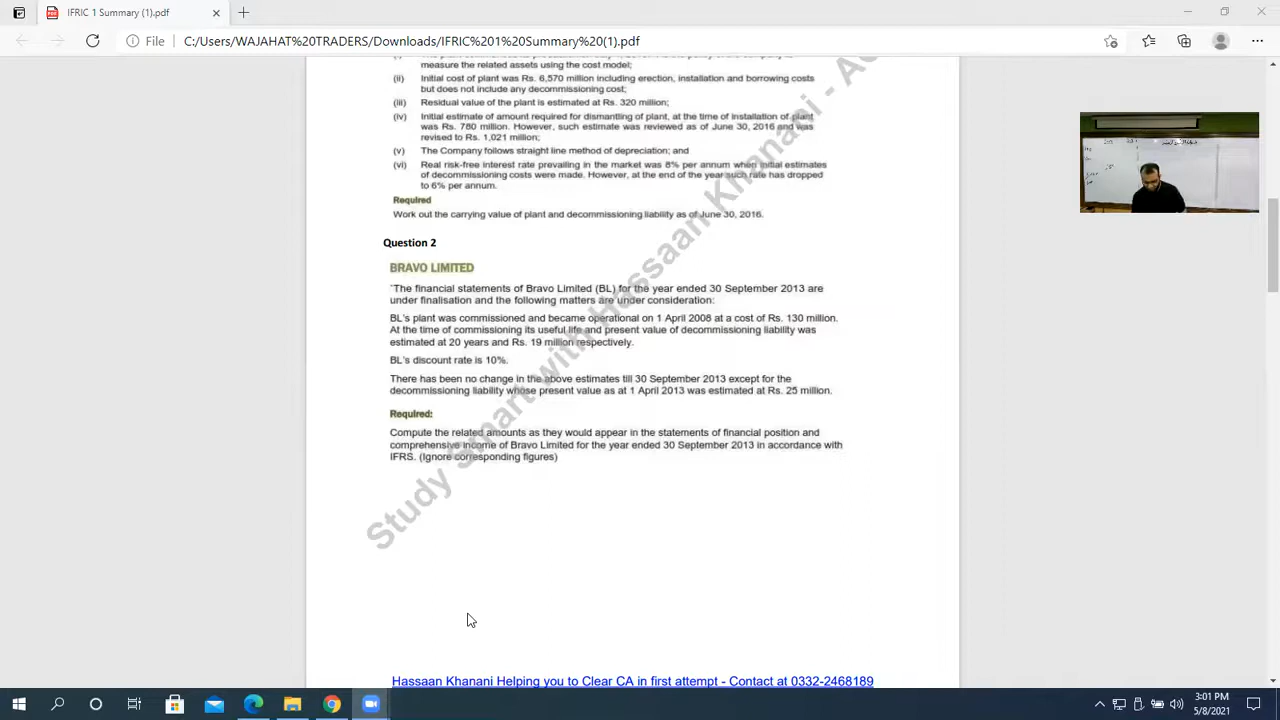 IFRIC 1 Summary (1).pdf
File
C:/Users/WAJAHAT%20TRADERS/Downloads/IFRIC%201%20Summary%20(1).pdf
measure the related assets using the cost model;
(ii) Initial cost of plant was Rs. 6,570 million including erection, installation and borrowing costs
but does not include any decommissioning cost;
(iii) Residual value of the plant is estimated at Rs. 320 million;
(iv) Initial estimate of amount required for dismantling of plant, at the time of installation of plant
was Rs. 780 million. However, such estimate was reviewed as of June 30, 2016 and was
revised to Rs. 1,021 million;
(v) The Company follows straight line method of depreciation; and
(vi) Real risk-free interest rate prevailing in the market was 8% per annum when initial estimates
of decommissioning costs were made. However, at the end of the year such rate has dropped
to 6% per annum.
Required
Work out the carrying value of plant and decommissioning liability as of June 30, 2016.
Question 2
BRAVO LIMITED
`The financial statements of Bravo Limited (BL) for the year ended 30 September 2013 are
under finalisation and the following matters are under consideration:
BL's plant was commissioned and became operational on 1 April 2008 at a cost of Rs. 130 million.
At the time of commissioning its useful life and present value of decommissioning liability was
estimated at 20 years and Rs. 19 million respectively.
BL's discount rate is 10%.
There has been no change in the above estimates till 30 September 2013 except for the
decommissioning liability whose present value as at 1 April 2013 was estimated at Rs. 25 million.
Required:
Compute the related amounts as they would appear in the statements of financial position and
comprehensive income of Bravo Limited for the year ended 30 September 2013 in accordance with
IFRS. (Ignore corresponding figures)
Study Smart with Hassaan Khanani -
Hassaan Khanani Helping you to Clear CA in first attempt - Contact at 0332-2468189
3:01 PM
5/8/2021